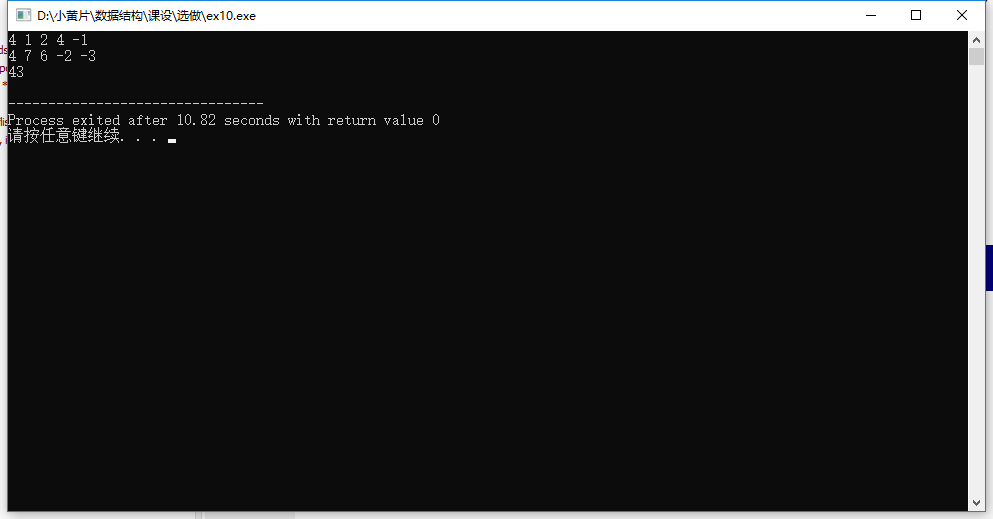 D:\小黄片\数据结构\课设\选做\ex10.exe
4 1 2 4 -1
4 7 6 -2 -3
43
--------------------------------
Process exited after 10.82 seconds with return value 0
请按任意键继续. . .